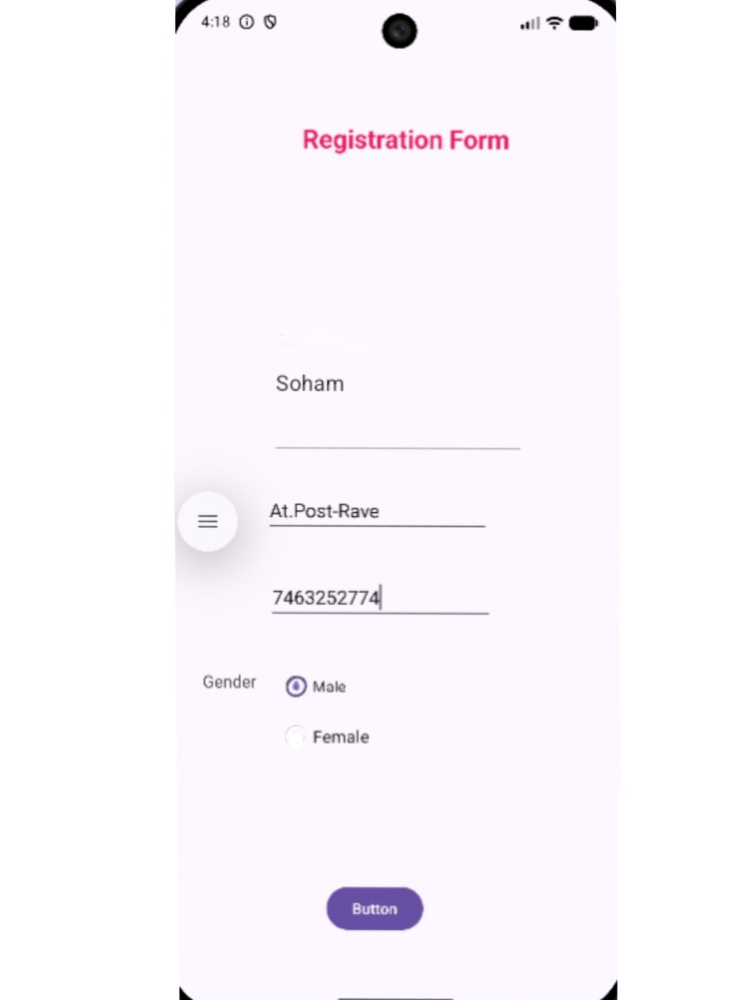 4:18
Registration Form
Soham
At.Post-Rave
7463252774
Gender
Male
Female
Button